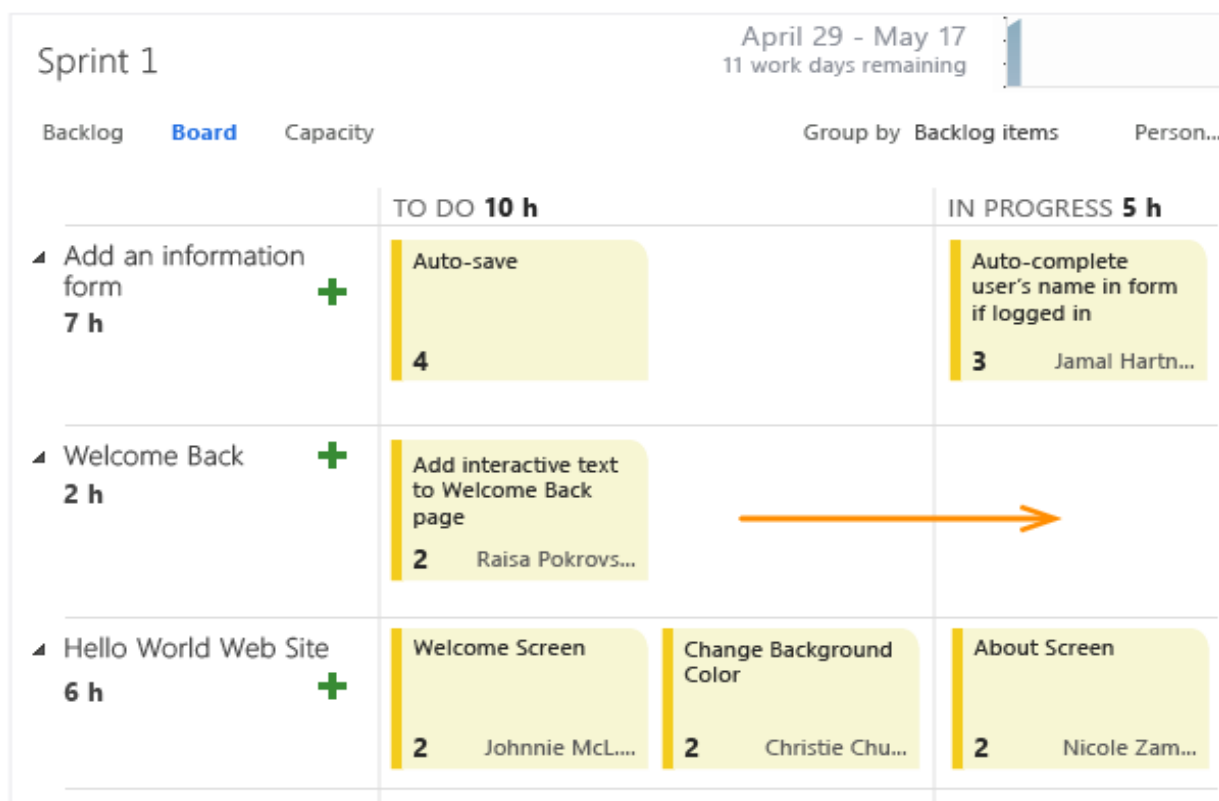 Sprint 1
April 29 - May 17
11 work days remaining
Backlog Board Capacity
Group by Backlog items Person...
TO DO 10 h
IN PROGRESS 5 h
Add an information
form
7 h
Auto-save
4
Auto-complete
user's name in form
if logged in
3 Jamal Hartn...
Welcome Back
2 h
Add interactive text
to Welcome Back
page
2 Raisa Pokrovs...
Hello World Web Site
6 h
Welcome Screen
2 Johnnie McL....
Change Background
Color
2 Christie Chu...
About Screen
2 Nicole Zam...